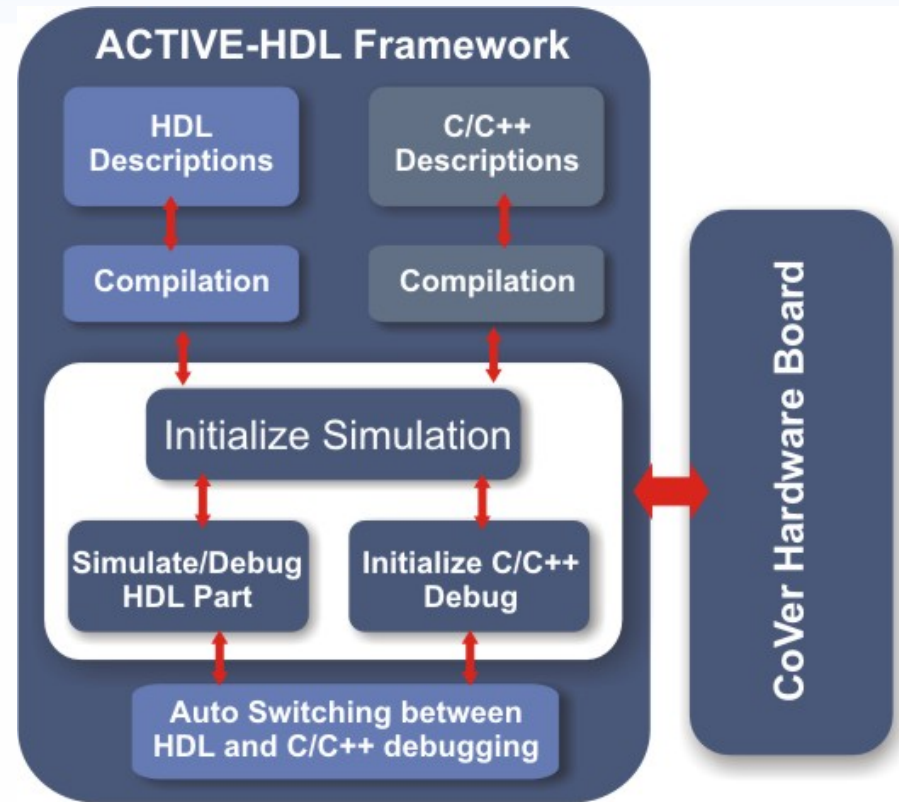 ACTIVE-HDL Framework
HDL
Descriptions
C/C++
Descriptions
Compilation
Compilation
Initialize Simulation
Simulate/Debug
HDL Part
Initialize C/C++
Debug
Auto Switching between
HDL and C/C++ debugging
CoVer Hardware Board